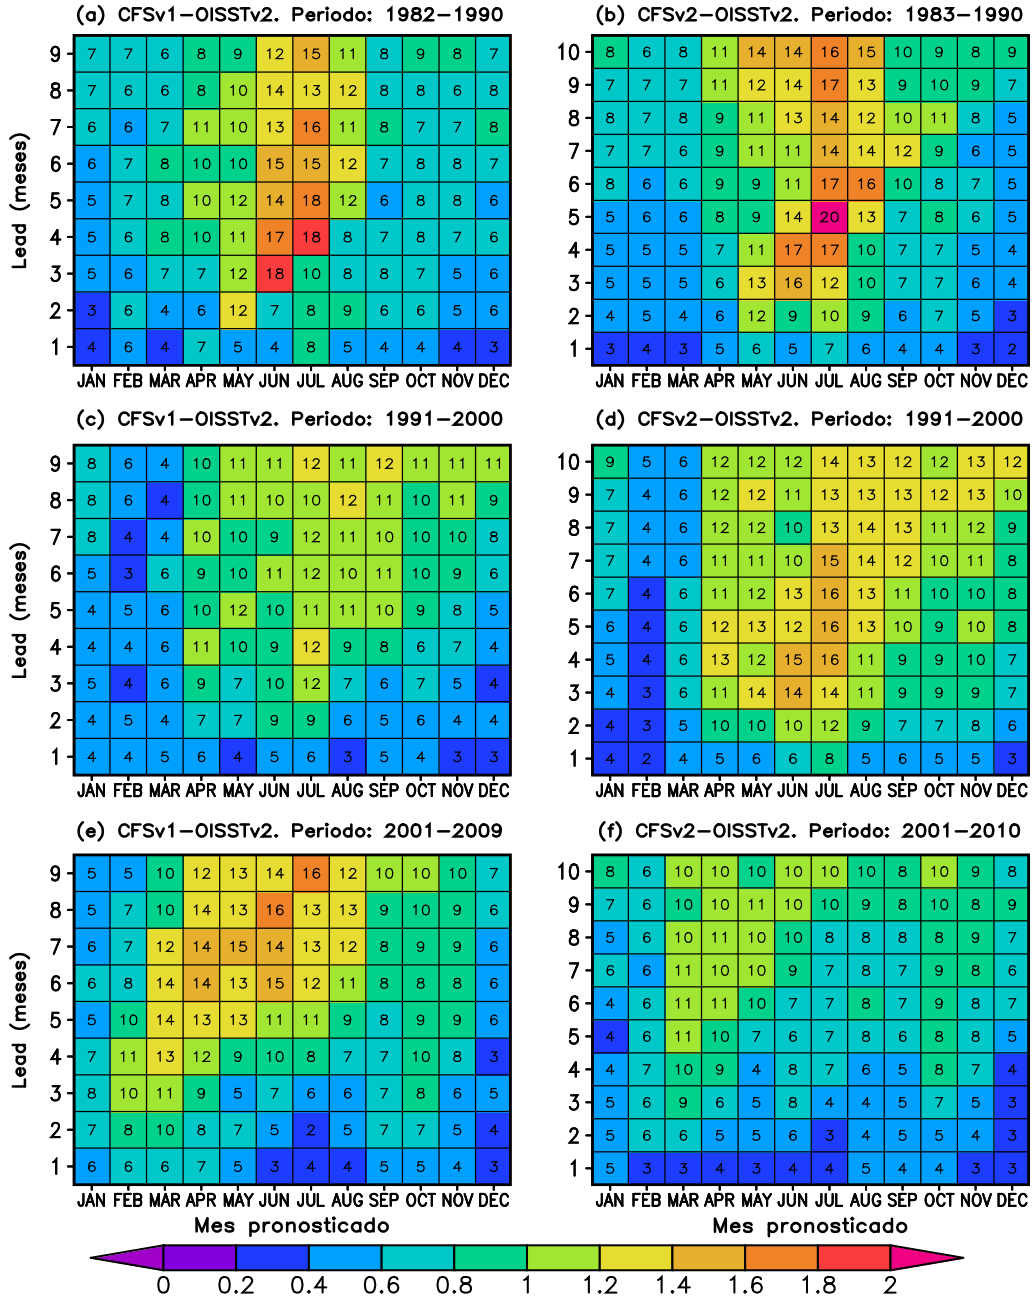 (a) CFSv1−OISSTv2. Periodo: 1982−1990
Lead (meses)
9 7 7 6 8 9 12 15 11 8 9 8 7
8 7 6 6 8 10 14 13 12 8 8 6 8
7 6 6 7 11 10 13 16 11 8 7 7 8
6 6 7 8 10 10 15 15 12 7 8 8 7
5 5 7 8 10 12 14 18 12 6 8 8 6
4 5 6 8 10 11 17 18 8 7 8 7 6
3 5 6 7 7 12 18 10 8 8 7 5 6
2 3 6 4 6 12 7 8 9 6 6 5 6
1 4 6 4 7 5 4 8 5 4 4 4 3
JAN FEB MAR APR MAY JUN JUL AUG SEP OCT NOV DEC
(b) CFSv2−OISSTv2. Periodo: 1983−1990
10 8 6 8 11 14 14 16 15 10 9 8 9
9 7 7 7 11 12 14 17 13 9 10 9 7
8 8 7 8 9 11 13 14 12 10 11 8 5
7 7 7 6 9 11 11 14 14 12 9 6 5
6 8 6 6 9 9 11 17 16 10 8 7 5
5 5 6 6 8 9 14 20 13 7 8 6 5
4 5 5 5 7 11 17 17 10 7 7 5 4
3 5 5 5 6 13 16 12 10 7 7 6 4
2 4 5 4 6 12 9 10 9 6 7 5 3
1 3 4 3 5 6 5 7 6 4 4 3 2
JAN FEB MAR APR MAY JUN JUL AUG SEP OCT NOV DEC
(c) CFSv1−OISSTv2. Periodo: 1991−2000
Lead (meses)
9 8 6 4 10 11 11 12 11 12 11 11 11
8 8 6 4 10 11 10 10 12 11 10 11 9
7 8 4 4 10 10 9 12 11 10 10 10 8
6 5 3 6 9 10 11 12 10 11 10 9 6
5 4 5 6 10 12 10 11 11 10 9 8 5
4 4 4 6 11 10 9 12 9 8 6 7 4
3 5 4 6 9 7 10 12 7 6 7 5 4
2 4 5 4 7 7 9 9 6 5 6 4 4
1 4 4 5 6 4 5 6 3 5 4 3 3
JAN FEB MAR APR MAY JUN JUL AUG SEP OCT NOV DEC
(d) CFSv2−OISSTv2. Periodo: 1991−2000
10 9 5 6 12 12 12 14 13 12 12 13 12
9 7 4 6 12 12 11 13 13 13 12 13 10
8 7 4 6 12 12 10 13 14 13 11 12 9
7 7 4 6 11 11 10 15 14 12 10 11 8
6 7 4 6 11 12 13 16 13 11 10 10 8
5 6 4 6 12 13 12 16 13 10 9 10 8
4 5 4 6 13 12 15 16 11 9 9 10 7
3 4 3 6 11 14 14 14 11 9 9 9 7
2 4 3 5 10 10 10 12 9 7 7 8 6
1 4 2 4 5 6 6 8 5 6 5 5 3
JAN FEB MAR APR MAY JUN JUL AUG SEP OCT NOV DEC
(e) CFSv1−OISSTv2. Periodo: 2001−2009
Lead (meses)
9 5 5 10 12 13 14 16 12 10 10 10 7
8 5 7 10 14 13 16 13 13 9 10 9 6
7 6 7 12 14 15 14 13 12 8 9 9 6
6 6 8 14 14 13 15 12 11 8 8 8 6
5 5 10 14 13 13 11 11 9 8 9 9 6
4 7 11 13 12 9 10 8 7 7 10 8 3
3 8 10 11 9 5 7 6 6 7 8 6 5
2 7 8 10 8 7 5 2 5 7 7 5 4
1 6 6 6 7 5 3 4 4 5 5 4 3
JAN FEB MAR APR MAY JUN JUL AUG SEP OCT NOV DEC
Mes pronosticado
(f) CFSv2−OISSTv2. Periodo: 2001−2010
10 8 6 10 10 10 10 10 10 8 10 9 8
9 7 6 10 10 11 10 10 9 8 10 8 9
8 5 6 10 11 10 10 8 8 8 8 9 7
7 6 6 11 10 10 9 7 8 7 9 8 6
6 4 6 11 11 10 7 7 8 7 9 8 7
5 4 6 11 10 7 6 7 8 6 8 8 5
4 4 7 10 9 4 8 7 6 5 8 7 4
3 5 6 9 6 5 8 4 4 5 7 5 3
2 5 6 6 5 5 6 3 4 5 5 4 3
1 5 3 3 4 3 4 4 5 4 4 3 3
JAN FEB MAR APR MAY JUN JUL AUG SEP OCT NOV DEC
Mes pronosticado
0 0.2 0.4 0.6 0.8 1 1.2 1.4 1.6 1.8 2